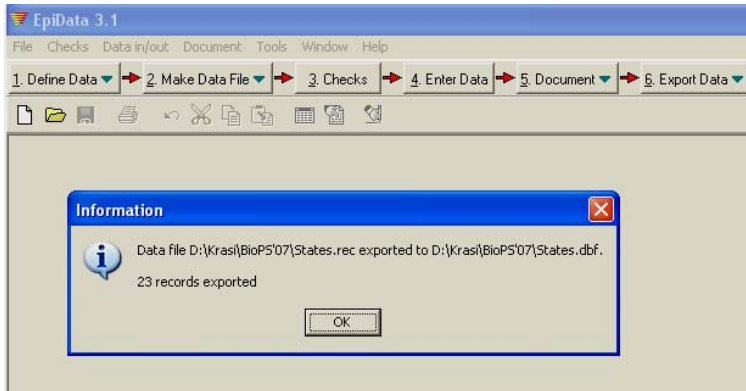 EpiData 3.1
File Checks Data in/out Document Tools Window Help
1. Define Data 2. Make Data File 3. Checks 4. Enter Data 5. Document 6. Export Data
Information
Data file D:\Krasi\BioPS'07\States.rec exported to D:\Krasi\BioPS'07\States.dbf.
23 records exported
OK